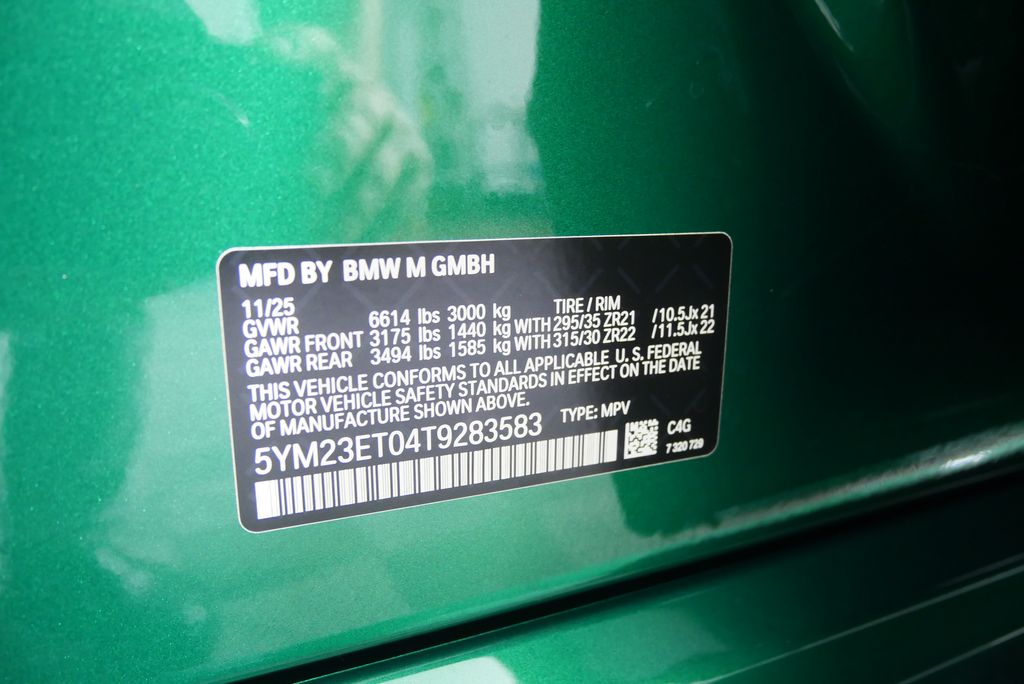 MFD BY BMW M GMBH
11/25 TIRE / RIM
GVWR 6614 lbs 3000 kg
GAWR FRONT 3175 lbs 1440 kg WITH 295/35 ZR21 /10.5Jx 21
GAWR REAR 3494 lbs 1585 kg WITH 315/30 ZR22 /11.5Jx 22
THIS VEHICLE CONFORMS TO ALL APPLICABLE U. S. FEDERAL
MOTOR VEHICLE SAFETY STANDARDS IN EFFECT ON THE DATE
OF MANUFACTURE SHOWN ABOVE.
5YM23ET04T9283583 TYPE: MPV
C4G
7 320 729